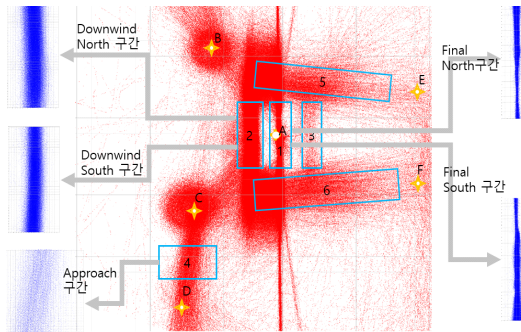 Downwind
North 구간
B
Final
North구간
5
E
2
A
1
3
Downwind
South 구간
Final
South 구간
F
6
C
4
Approach
구간
D